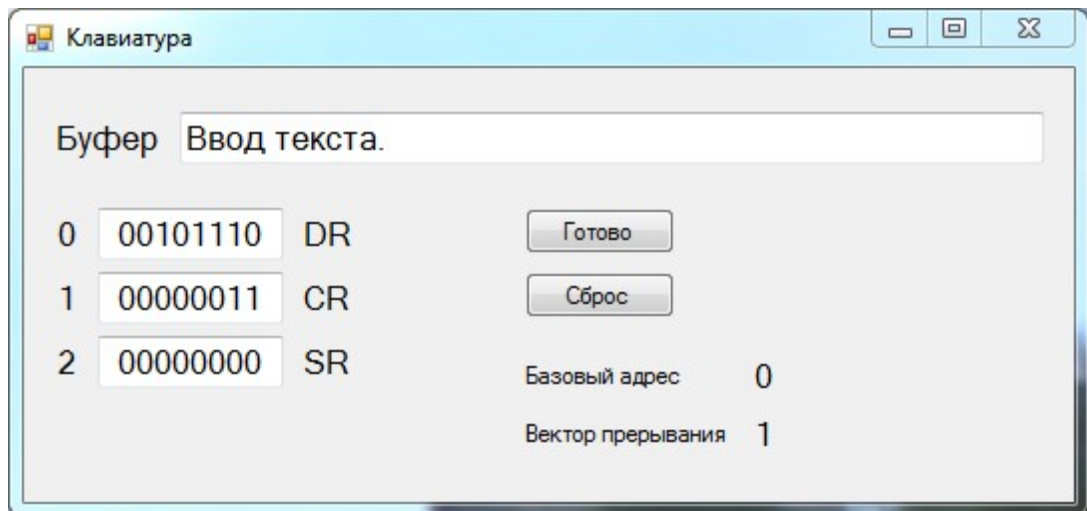 Клавиатура
Буфер Ввод текста.
0 00101110 DR Готово
1 00000011 CR Сброс
2 00000000 SR
Базовый адрес 0
Вектор прерывания 1